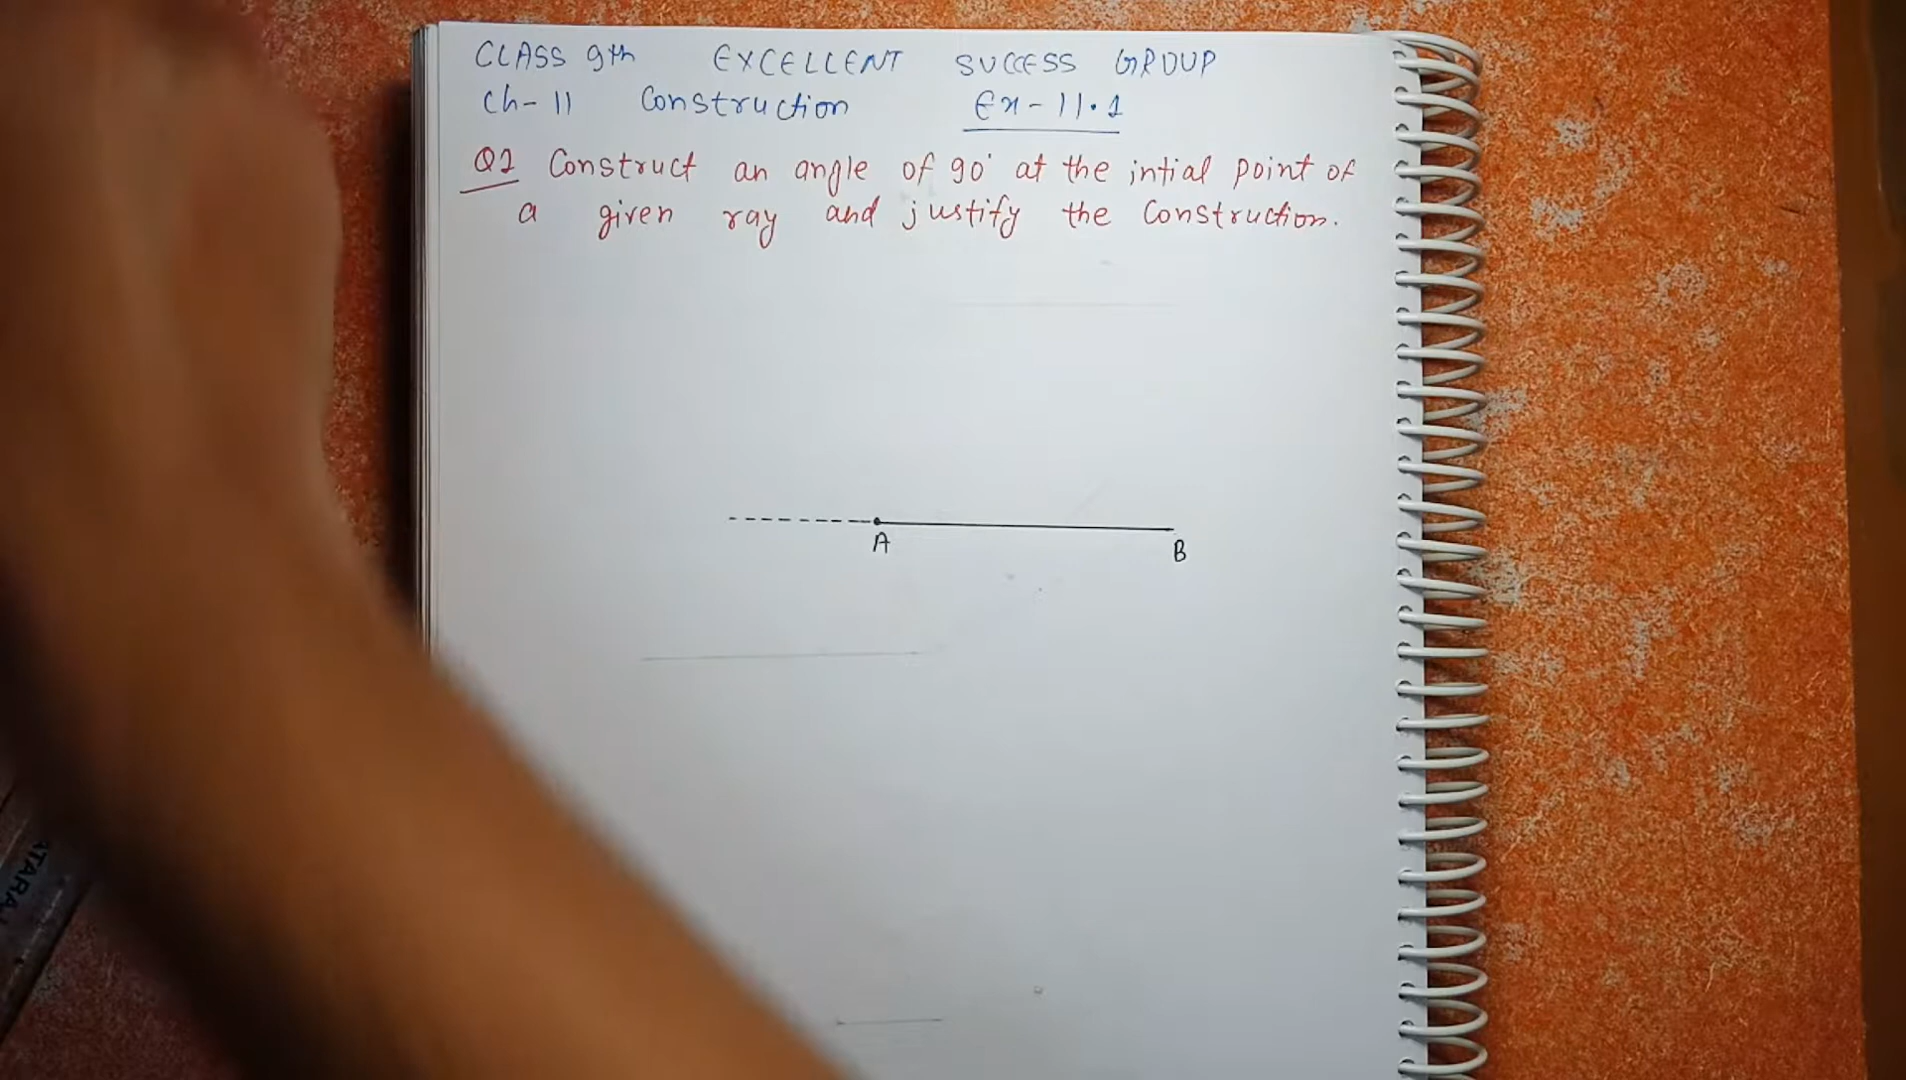 CLASS 9th EXCELLENT SUCCESS GROUP
Ch-11 Construction Ex-11.1
Q1 Construct an angle of 90° at the intial point of
a given ray and justify the Construction.
A
B